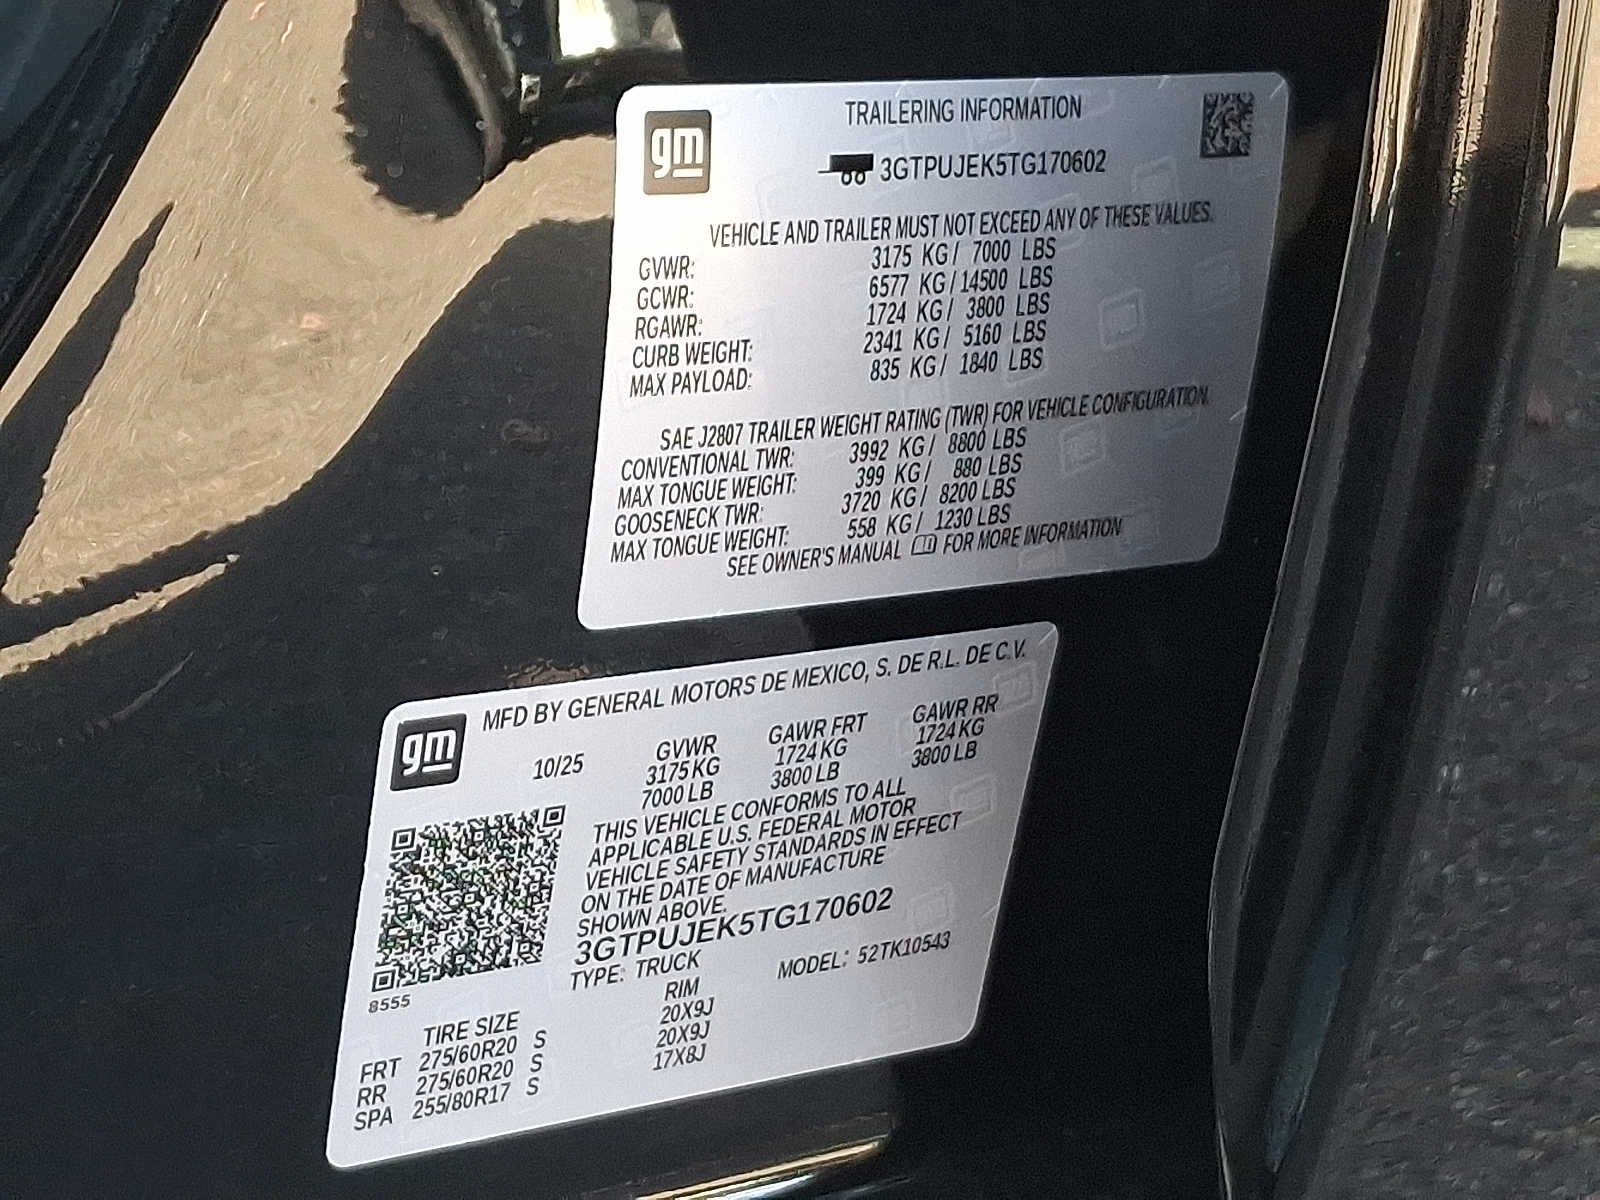 gm
TRAILERING INFORMATION
3GTPUJEK5TG170602
VEHICLE AND TRAILER MUST NOT EXCEED ANY OF THESE VALUES.
GVWR: 3175 KG/ 7000 LBS
GCWR: 6577 KG/14500 LBS
RGAWR: 1724 KG/ 3800 LBS
CURB WEIGHT: 2341 KG/ 5160 LBS
MAX PAYLOAD: 835 KG/ 1840 LBS
SAE J2807 TRAILER WEIGHT RATING (TWR) FOR VEHICLE CONFIGURATION.
CONVENTIONAL TWR: 3992 KG/ 8800 LBS
MAX TONGUE WEIGHT: 399 KG/ 880 LBS
GOOSENECK TWR: 3720 KG/ 8200 LBS
MAX TONGUE WEIGHT: 558 KG/ 1230 LBS
SEE OWNER'S MANUAL FOR MORE INFORMATION
gm
MFD BY GENERAL MOTORS DE MEXICO, S. DE R.L. DE C.V.
10/25 GVWR GAWR FRT GAWR RR
3175 KG 1724 KG 1724 KG
7000 LB 3800 LB 3800 LB
THIS VEHICLE CONFORMS TO ALL
APPLICABLE U.S. FEDERAL MOTOR
VEHICLE SAFETY STANDARDS IN EFFECT
ON THE DATE OF MANUFACTURE
SHOWN ABOVE.
3GTPUJEK5TG170602
TYPE: TRUCK MODEL: 52TK10543
8555
TIRE SIZE RIM
FRT 275/60R20 S 20X9J
RR 275/60R20 S 20X9J
SPA 255/80R17 S 17X8J